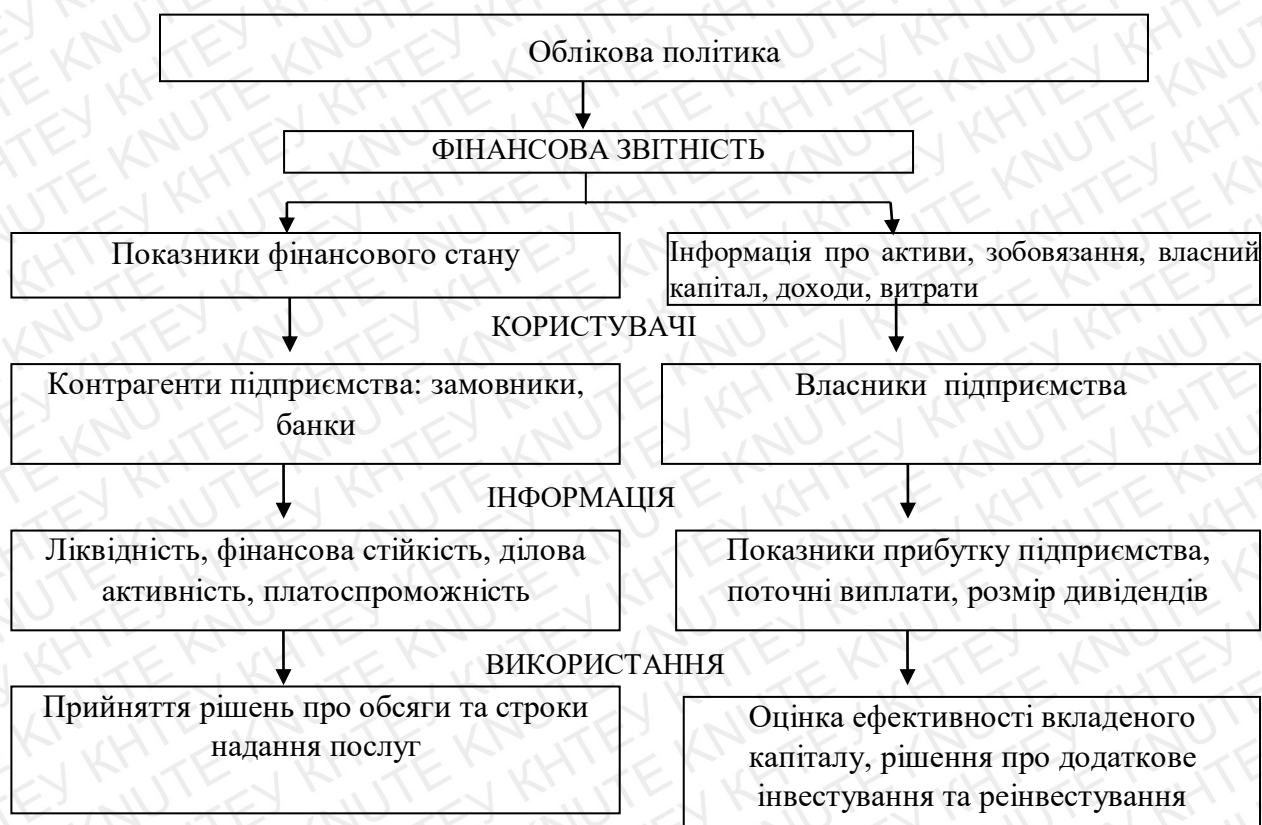 Облікова політика
ФІНАНСОВА ЗВІТНІСТЬ
Показники фінансового стану
Інформація про активи, зобовязання, власний
капітал, доходи, витрати
КОРИСТУВАЧІ
Контрагенти підприємства: замовники,
банки
Власники підприємства
ІНФОРМАЦІЯ
Ліквідність, фінансова стійкість, ділова
активність, платоспроможність
Показники прибутку підприємства,
поточні виплати, розмір дивідендів
ВИКОРИСТАННЯ
Прийняття рішень про обсяги та строки
надання послуг
Оцінка ефективності вкладеного
капіталу, рішення про додаткове
інвестування та реінвестування